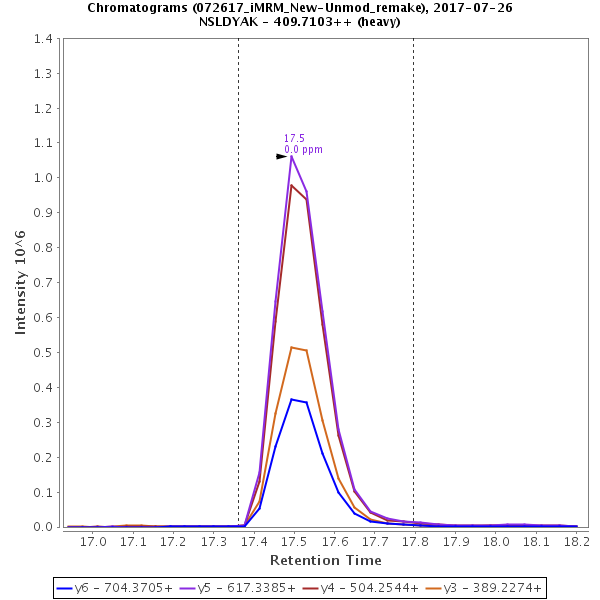 Chromatograms (072617_iMRM_New-Unmod_remake), 2017-07-26
NSLDYAK - 409.7103++ (heavy)
1.4
1.3
1.2
1.1
1.0
0.9
0.8
0.7
0.6
0.5
0.4
0.3
0.2
0.1
0.0
Intensity 10^6
17.5
0.0 ppm
17.0 17.1 17.2 17.3 17.4 17.5 17.6 17.7 17.8 17.9 18.0 18.1 18.2
Retention Time
y6 - 704.3705+ y5 - 617.3385+ y4 - 504.2544+ y3 - 389.2274+